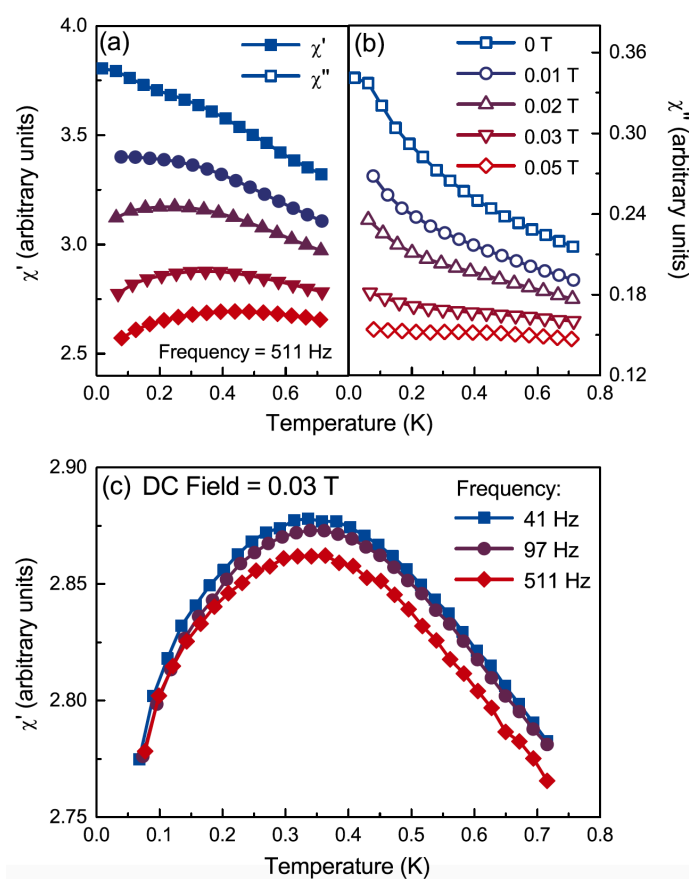 (a)
χ'
χ''
4.0
3.5
3.0
2.5
χ' (arbitrary units)
Frequency = 511 Hz
0.0 0.2 0.4 0.6
(b)
0 T
0.01 T
0.02 T
0.03 T
0.05 T
0.36
0.30
0.24
0.18
0.12
χ'' (arbitrary units)
0.0 0.2 0.4 0.6 0.8
Temperature (K)
(c) DC Field = 0.03 T
Frequency:
41 Hz
97 Hz
511 Hz
2.90
2.85
2.80
2.75
χ' (arbitrary units)
0.0 0.1 0.2 0.3 0.4 0.5 0.6 0.7 0.8
Temperature (K)